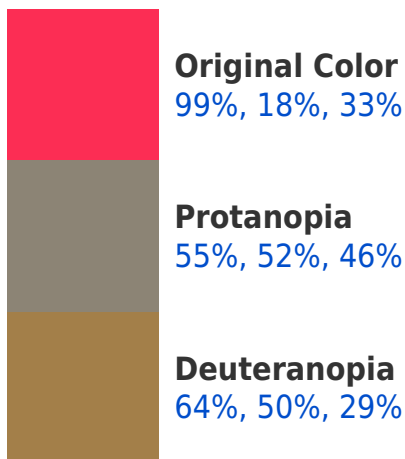 Original Color
99%, 18%, 33%
Protanopia
55%, 52%, 46%
Deuteranopia
64%, 50%, 29%